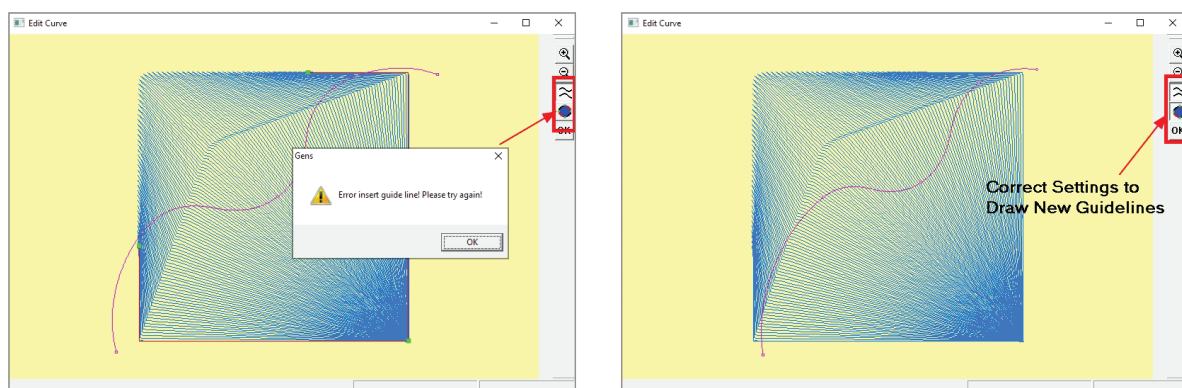 Edit Curve
OK
Gens
Error insert guide line! Please try again!
OK
Edit Curve
OK
Correct Settings to
Draw New Guidelines